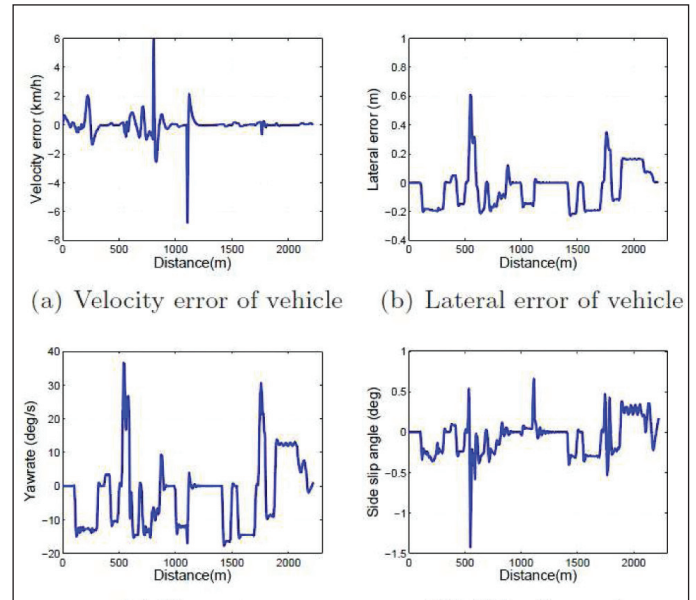 6
4
2
0
−2
−4
−6
−8
Velocity error (km/h)
0 500 1000 1500 2000
Distance(m)
(a) Velocity error of vehicle
1
0.8
0.6
0.4
0.2
0
−0.2
−0.4
Lateral error (m)
0 500 1000 1500 2000
Distance(m)
(b) Lateral error of vehicle
40
30
20
10
0
−10
−20
Yawrate (deg/s)
0 500 1000 1500 2000
Distance(m)
1
0.5
0
−0.5
−1
−1.5
Side slip angle (deg)
0 500 1000 1500 2000
Distance(m)